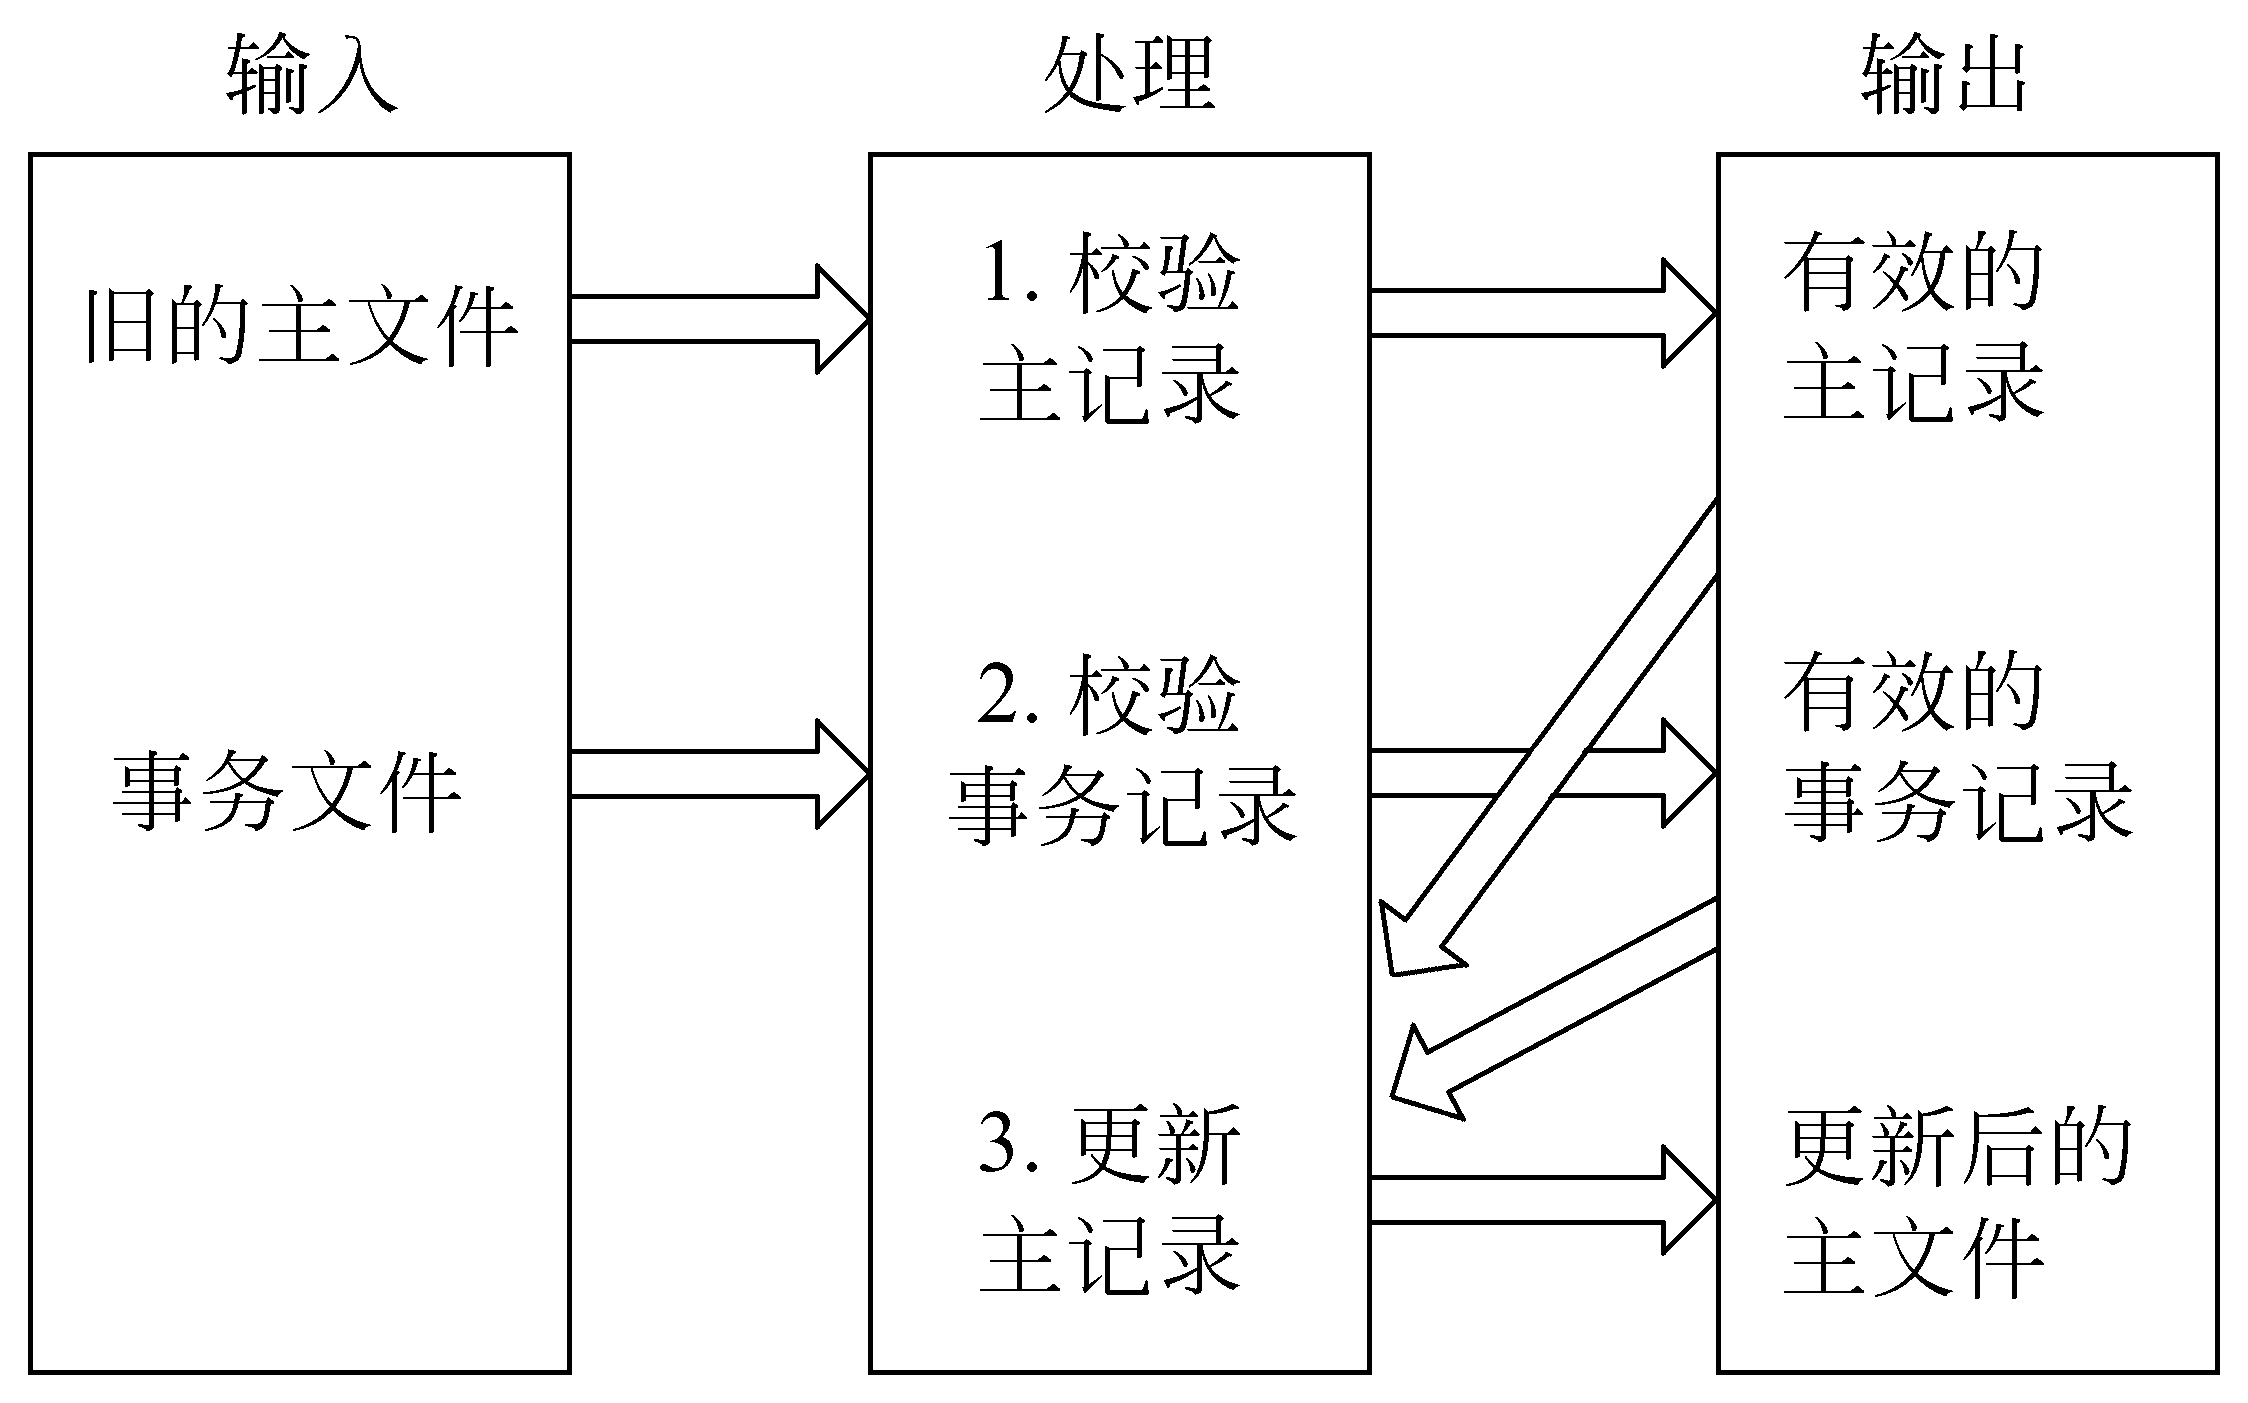 输入
处理
输出
旧的主文件
事务文件
1. 校验
主记录
2. 校验
事务记录
3. 更新
主记录
有效的
主记录
有效的
事务记录
更新后的
主文件